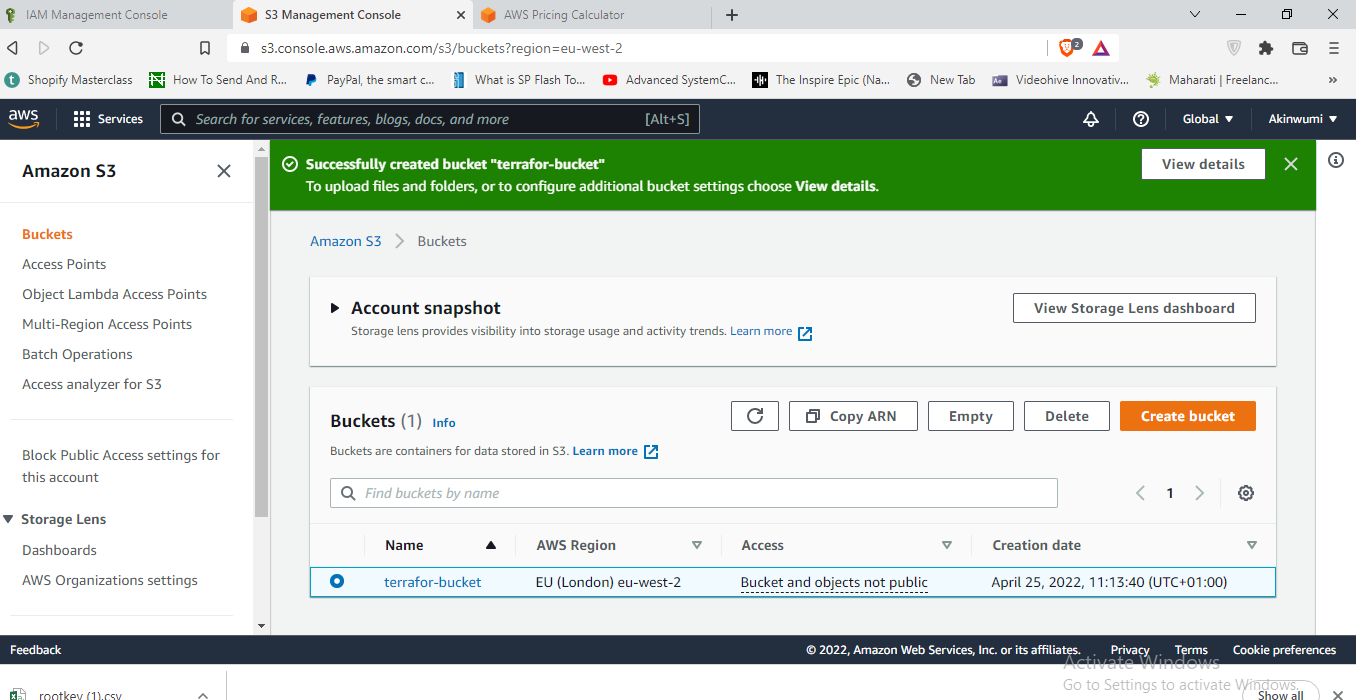 IAM Management Console
S3 Management Console
AWS Pricing Calculator
s3.console.aws.amazon.com/s3/buckets?region=eu-west-2
2
Shopify Masterclass
How To Send And R...
PayPal, the smart c...
What is SP Flash To...
Advanced SystemC...
The Inspire Epic (Na...
New Tab
Videohive Innovativ...
Maharati | Freelanc...
aws
Services
Search for services, features, blogs, docs, and more
[Alt+S]
Global
Akinwumi
Amazon S3
Buckets
Access Points
Object Lambda Access Points
Multi-Region Access Points
Batch Operations
Access analyzer for S3
Block Public Access settings for
this account
Storage Lens
Dashboards
AWS Organizations settings
Successfully created bucket "terrafor-bucket"
To upload files and folders, or to configure additional bucket settings choose View details.
View details
Amazon S3 > Buckets
Account snapshot
Storage lens provides visibility into storage usage and activity trends. Learn more
View Storage Lens dashboard
Buckets (1) Info
Buckets are containers for data stored in S3. Learn more
Copy ARN
Empty
Delete
Create bucket
Find buckets by name
1
Name AWS Region Access Creation date
terrafor-bucket EU (London) eu-west-2 Bucket and objects not public April 25, 2022, 11:13:40 (UTC+01:00)
Feedback
© 2022, Amazon Web Services, Inc. or its affiliates.
Privacy Terms Cookie preferences
Activate Windows
Go to Settings to activate Windows.
rootkey (1).csv
Show all